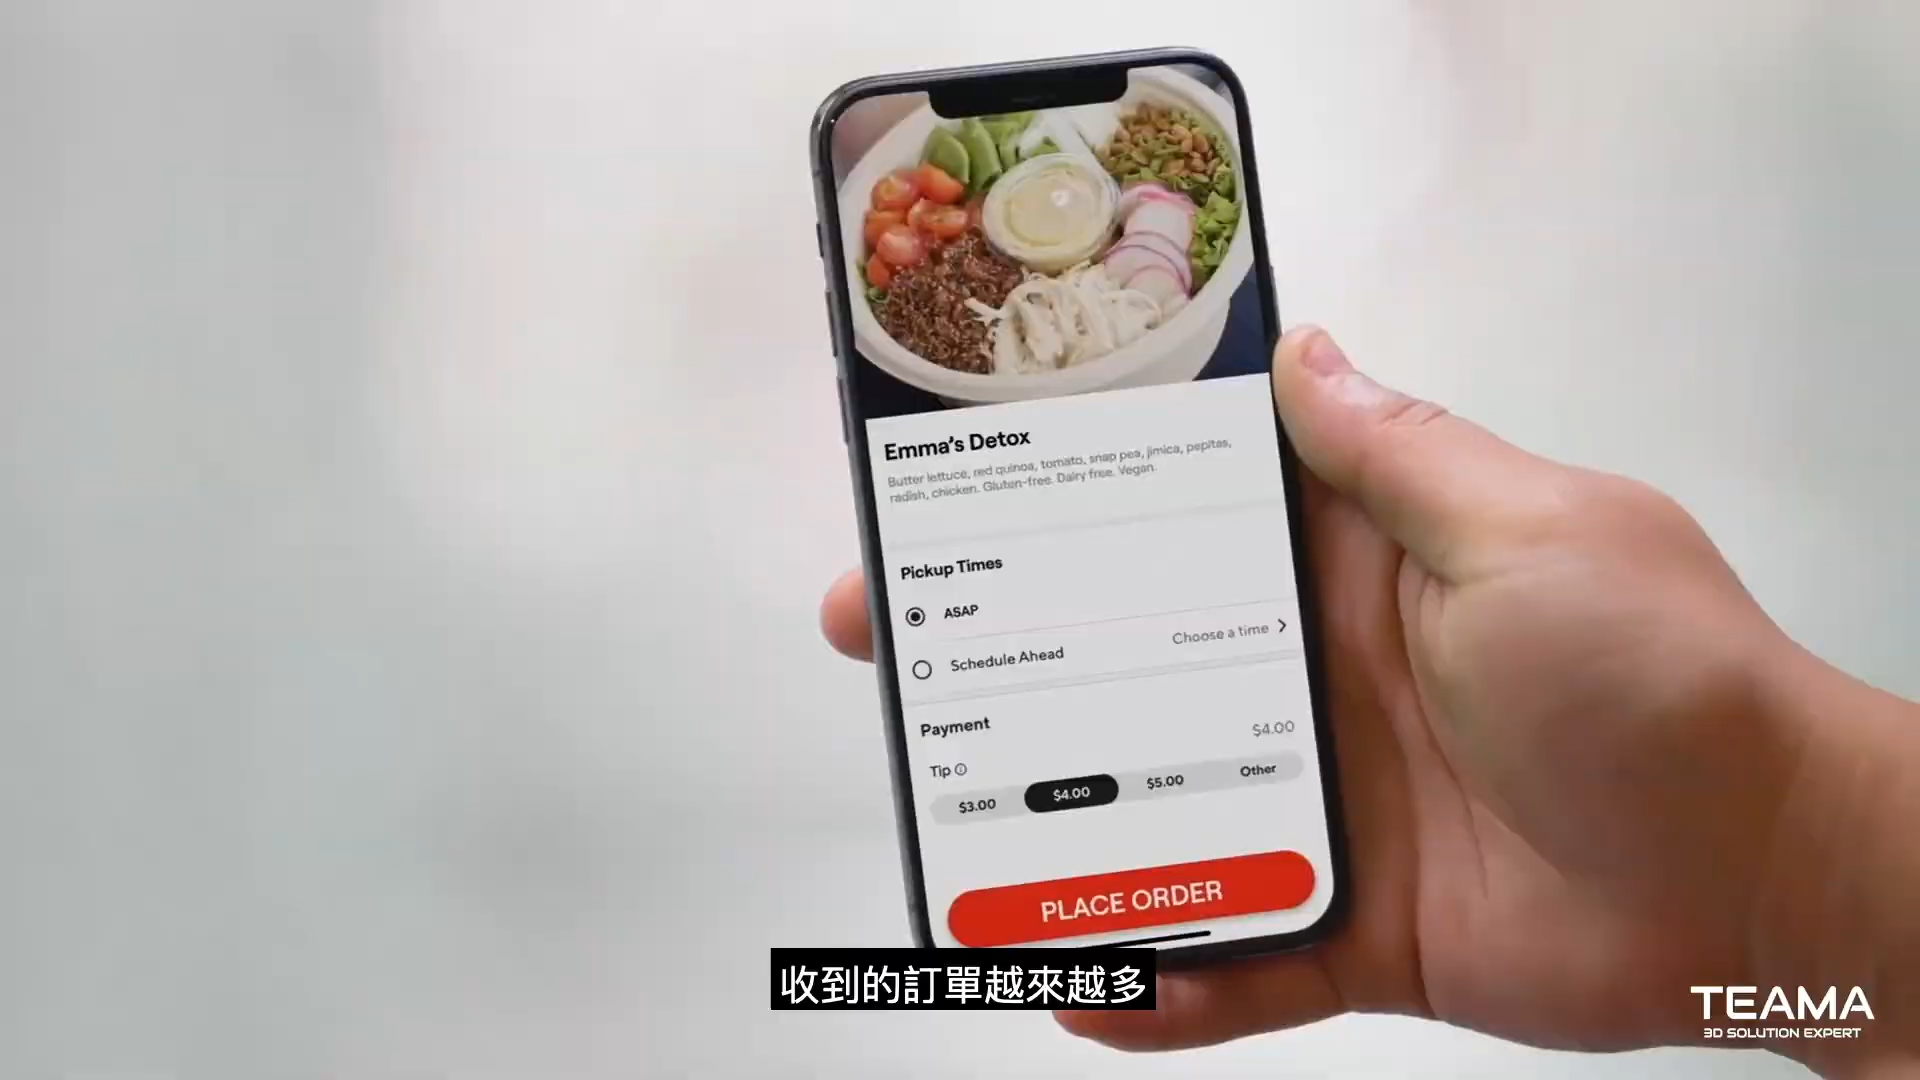 Emma's Detox
Butter lettuce, red quinoa, tomato, snap pea, jimica, pepitas,
radish, chicken. Gluten-free. Dairy free. Vegan.
Pickup Times
ASAP
Schedule Ahead
Choose a time
Payment
$4.00
Tip
$3.00
$4.00
$5.00
Other
PLACE ORDER
收到的訂單越來越多
TEAMA
3D SOLUTION EXPERT